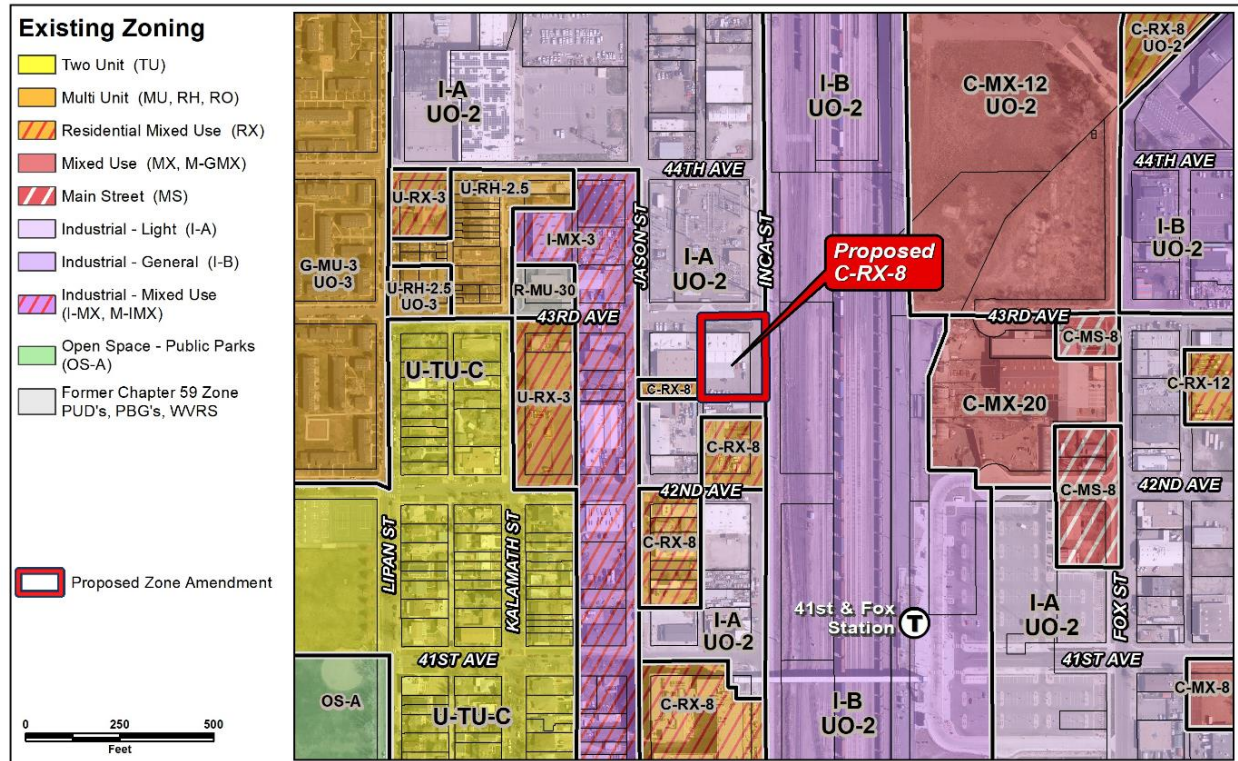 Existing Zoning
Two Unit (TU)
Multi Unit (MU, RH, RO)
Residential Mixed Use (RX)
Mixed Use (MX, M-GMX)
Main Street (MS)
Industrial - Light (I-A)
Industrial - General (I-B)
Industrial - Mixed Use
(I-MX, M-IMX)
Open Space - Public Parks
(OS-A)
Former Chapter 59 Zone
PUD's, PBG's, WVRS
Proposed Zone Amendment
0 250 500
Feet
I-A
UO-2
I-B
UO-2
C-MX-12
UO-2
C-RX-8
UO-2
44TH AVE
44TH AVE
U-RX-3
U-RH-2.5
I-MX-3
G-MU-3
UO-3
U-RH-2.5
UO-3
R-MU-30
JASON ST
I-A
UO-2
INCA ST
Proposed
C-RX-8
I-B
UO-2
43RD AVE
43RD AVE
C-MS-8
U-TU-C
U-RX-3
C-RX-8
C-RX-8
C-MX-20
C-RX-12
42ND AVE
42ND AVE
C-MS-8
LIPAN ST
KALAMATH ST
C-RX-8
I-A
UO-2
41st & Fox
Station
T
I-A
UO-2
FOX ST
41ST AVE
41ST AVE
OS-A
U-TU-C
C-RX-8
I-B
UO-2
C-MX-8